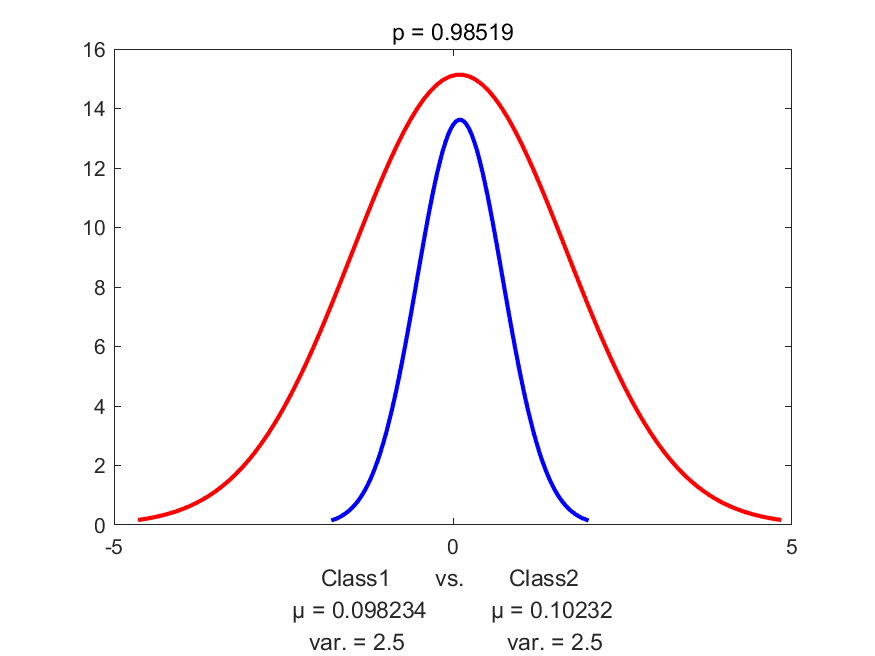 p = 0.98519
16
14
12
10
8
6
4
2
0
-5 0 5
Class1 vs. Class2
μ = 0.098234 μ = 0.10232
var. = 2.5 var. = 2.5